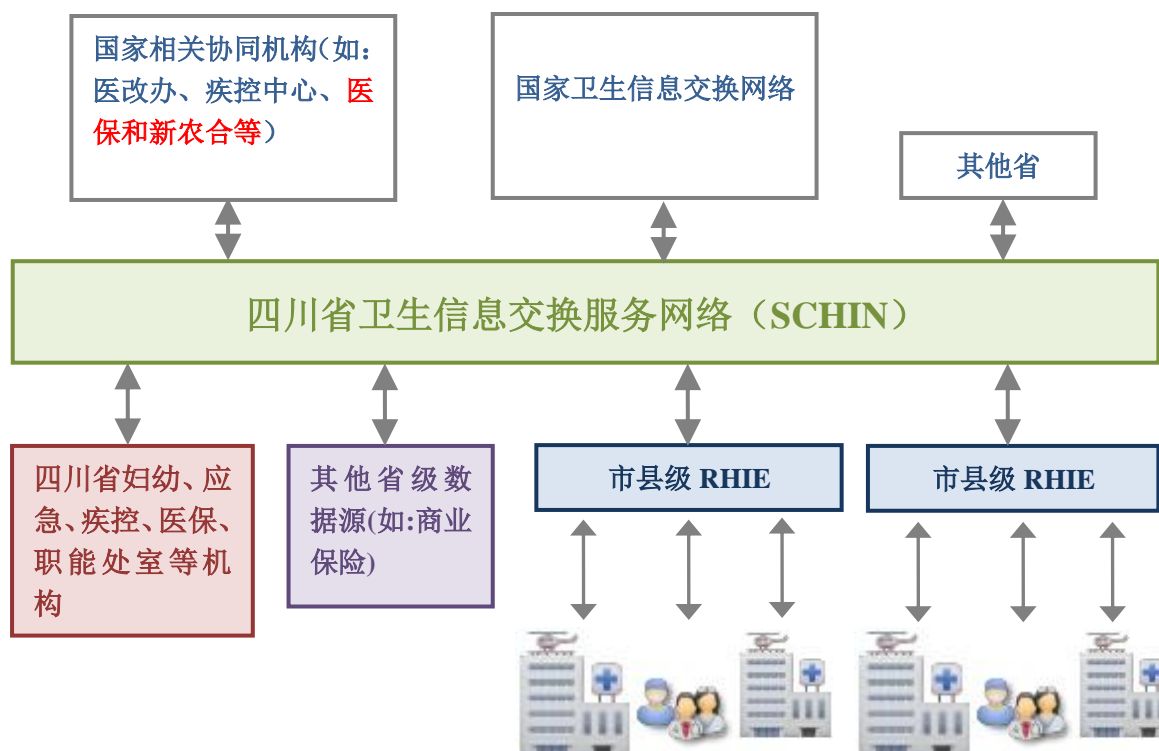 国家相关协同机构(如:
医改办、疾控中心、医
保和新农合等)
国家卫生信息交换网络
其他省
四川省卫生信息交换服务网络（SCHIN）
四川省妇幼、应
急、疾控、医保、
职能处室等机
构
其他省级数
据源(如:商业
保险)
市县级 RHIE
市县级 RHIE